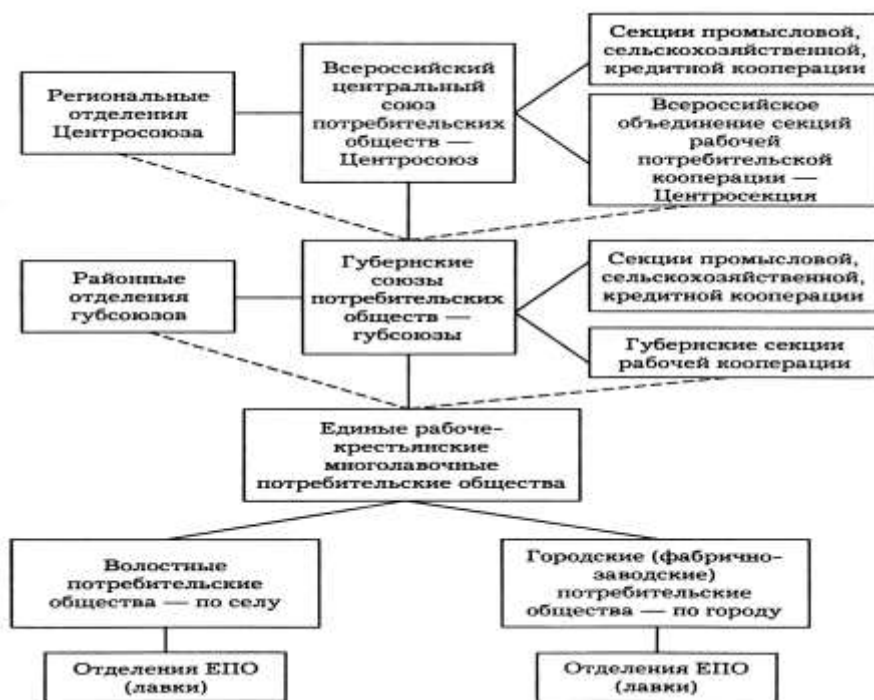 Региональные
отделения
Центросоюза
Всероссийский
центральный
союз
потребительских
обществ —
Центросоюз
Секции промысловой,
сельскохозяйственной,
кредитной кооперации
Всероссийское
объединение секций
рабочей
потребительской
кооперации —
Центросекция
Районные
отделения
губсоюзов
Губернские
союзы
потребительских
обществ —
губсоюзы
Секции промысловой,
сельскохозяйственной,
кредитной кооперации
Губернские секции
рабочей кооперации
Единые рабоче-
крестьянские
многолавочные
потребительские общества
Волостные
потребительские
общества — по селу
Городские (фабрично-
заводские)
потребительские
общества — по городу
Отделения ЕПО
(лавки)
Отделения ЕПО
(лавки)